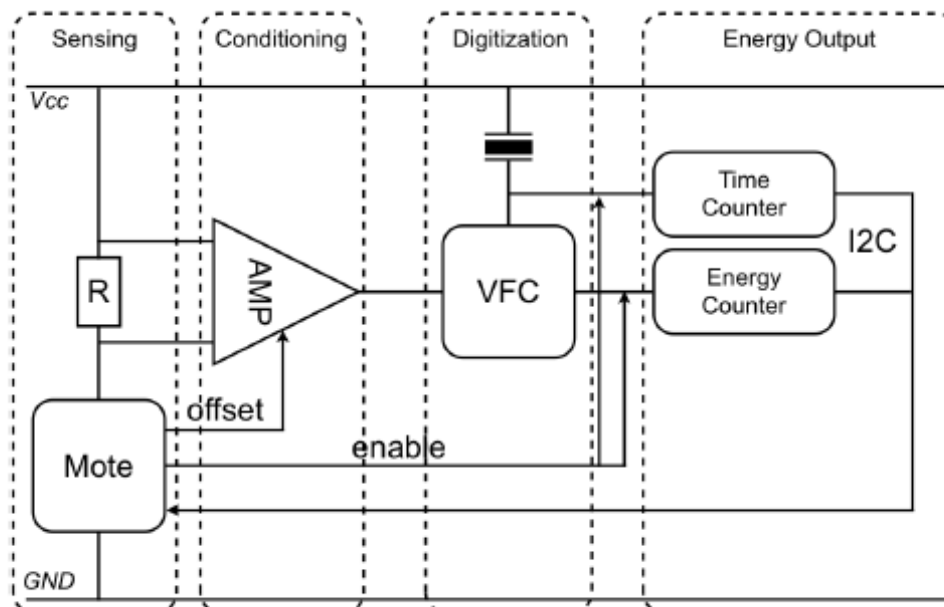 Sensing
Conditioning
Digitization
Energy Output
Vcc
Time
Counter
I2C
R
AMP
VFC
Energy
Counter
offset
enable
Mote
GND